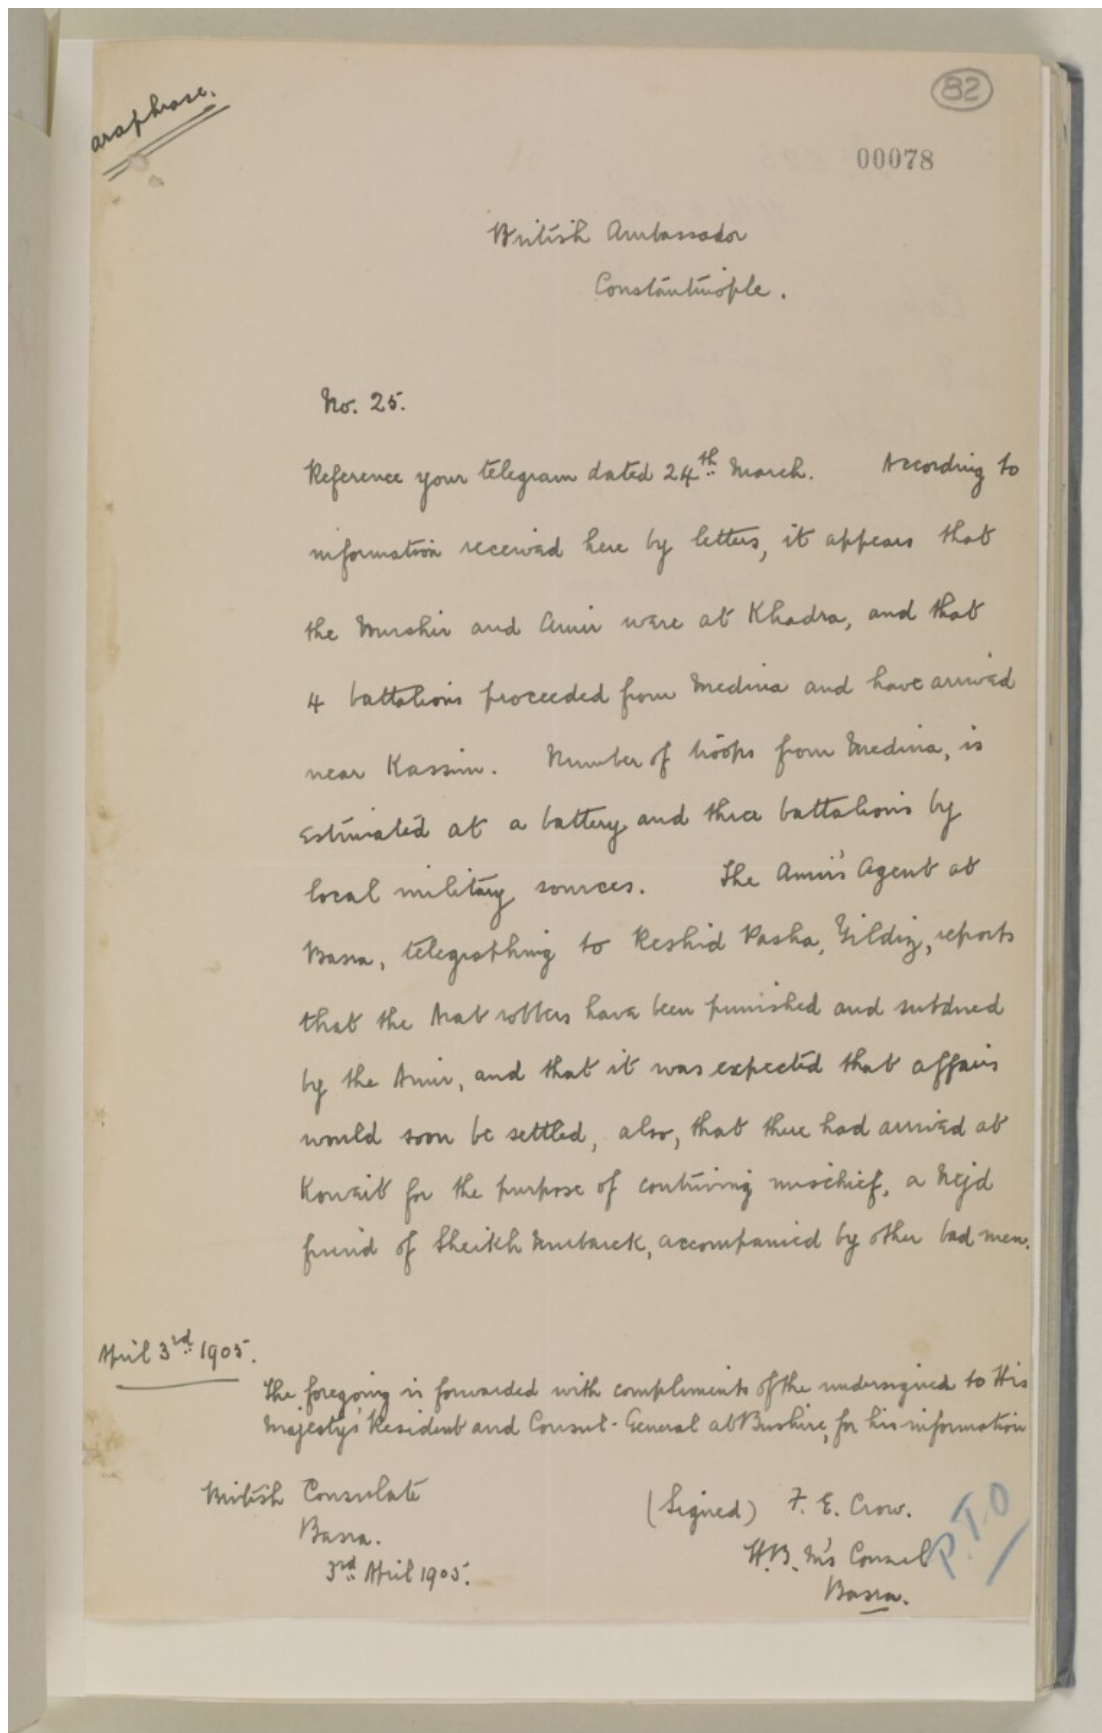 araphrase.
82
00078
British Ambassador
Constantinople.
No. 25.
Reference your telegram dated 24th March. According to
information received here by letters, it appears that
the Murshir and Amir were at Khadra, and that
4 battalions proceeded from Medina and have arrived
near Kassim. Number of troops from Medina, is
estimated at a battery and three battalions by
local military sources. The Amir's Agent at
Basra, telegraphing to Reshid Pasha, Yildiz, reports
that the Arab robbers have been punished and subdued
by the Amir, and that it was expected that affairs
would soon be settled, also, that there had arrived at
Koweit for the purpose of contriving mischief, a Nejd
friend of Sheikh Mubarek, accompanied by other bad men.
April 3rd 1905.
The foregoing is forwarded with compliments of the undersigned to His
Majesty's Resident and Consul-General at Bushire, for his information
British Consulate
Basra.
3rd April 1905.
(Signed) F. E. Crow.
H.B.M's Consul
Basra.
P.T.O